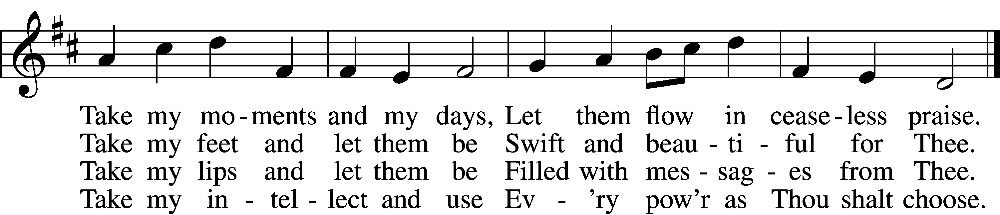 Take my mo - ments and my days, Let them flow in cease - less praise.
Take my feet and let them be Swift and beau - ti - ful for Thee.
Take my lips and let them be Filled with mes - sag - es from Thee.
Take my in - tel - lect and use Ev - 'ry pow'r as Thou shalt choose.